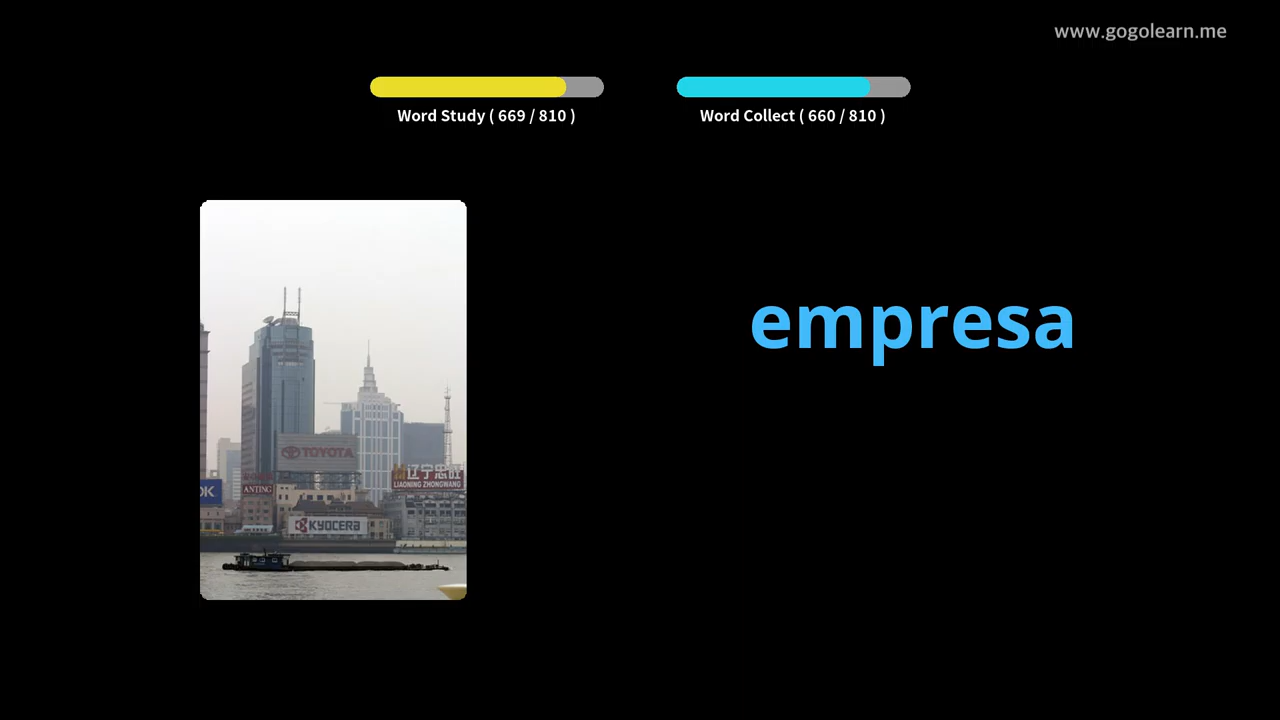 www.gogolearn.me
Word Study ( 669 / 810 )
Word Collect ( 660 / 810 )
empresa
TOYOTA
辽宁忠旺
LIAONING ZHONGWANG
OK
ANTING
KYOCERA